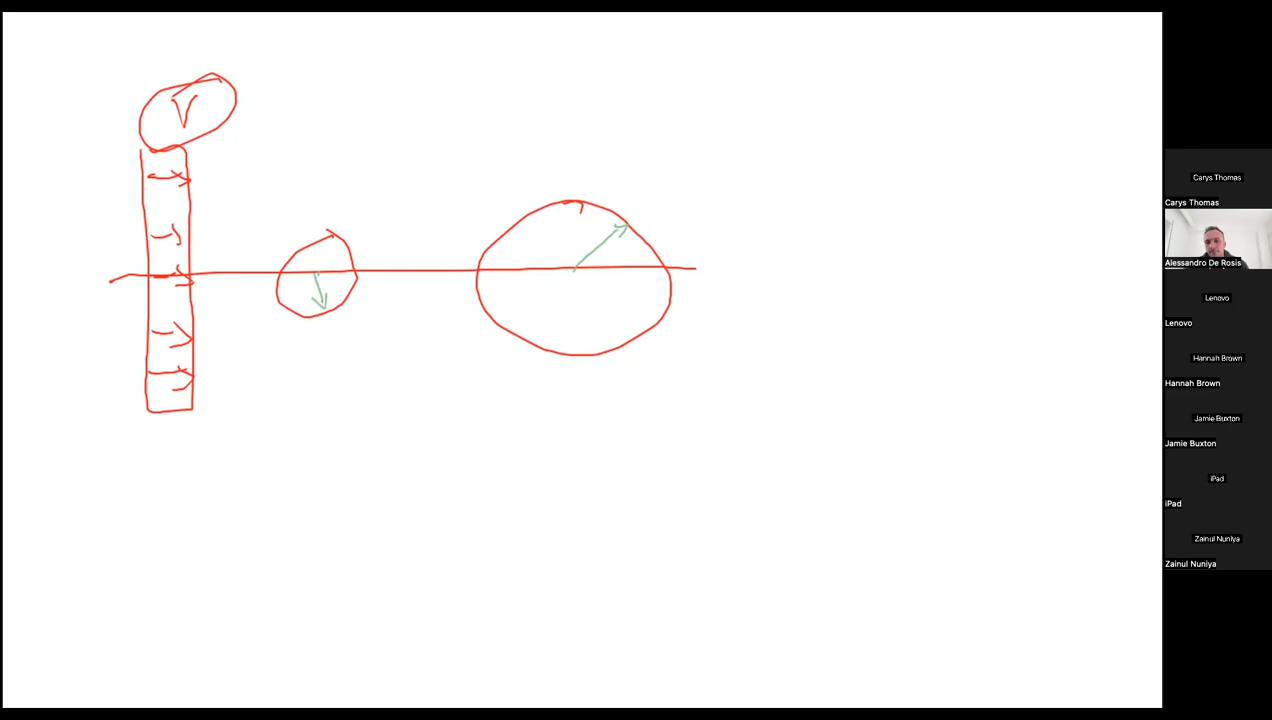 V
Carys Thomas
Carys Thomas
Alessandro De Rosis
Lenovo
Lenovo
Hannah Brown
Hannah Brown
Jamie Buxton
Jamie Buxton
iPad
iPad
Zainul Nuniya
Zainul Nuniya